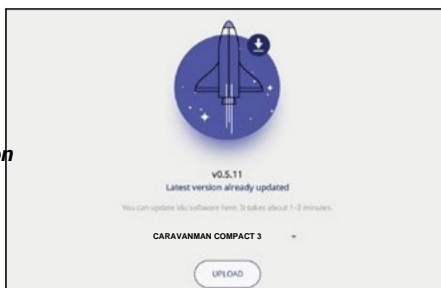 on
v0.5.11
Latest version already updated
You can update idu software here. It takes about 1-2 minutes.
CARAVANMAN COMPACT 3
UPLOAD